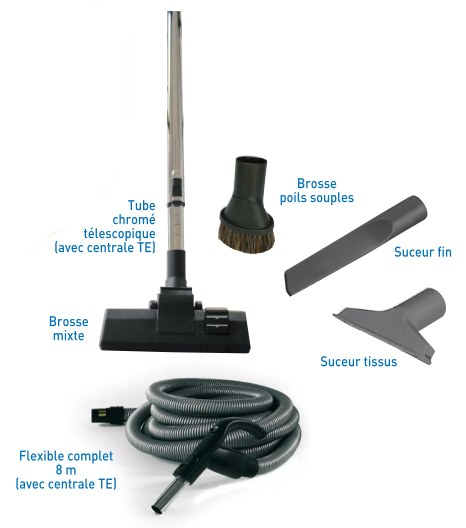 Brosse
poils souples
Tube
chromé
télescopique
(avec centrale TE)
Suceur fin
Brosse
mixte
Suceur tissus
Flexible complet
8 m
(avec centrale TE)